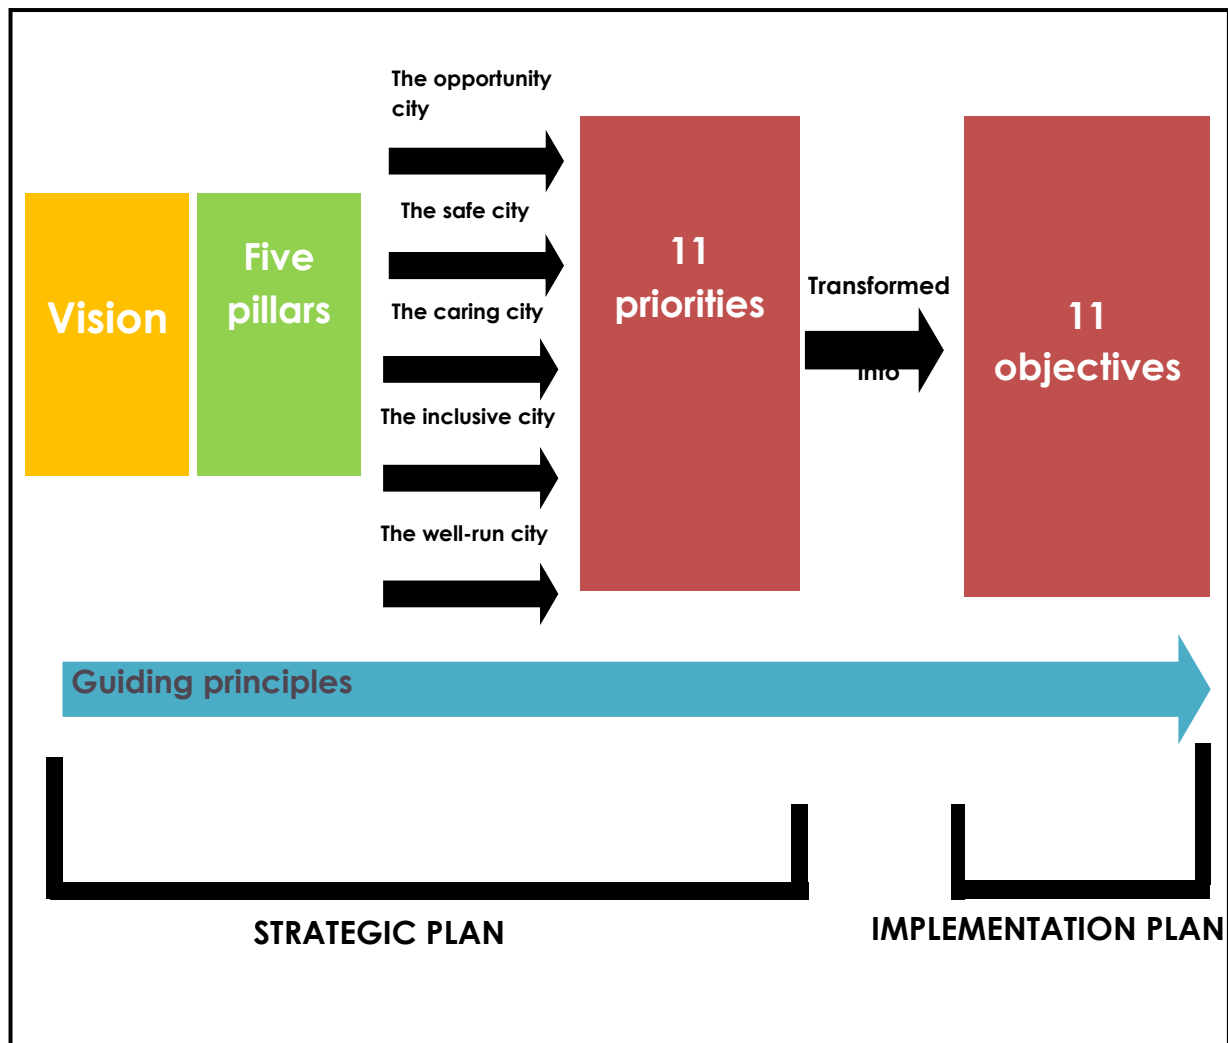 Vision
Five
pillars
The opportunity
city
The safe city
The caring city
The inclusive city
The well-run city
11
priorities
Transformed
into
11
objectives
Guiding principles
STRATEGIC PLAN
IMPLEMENTATION PLAN